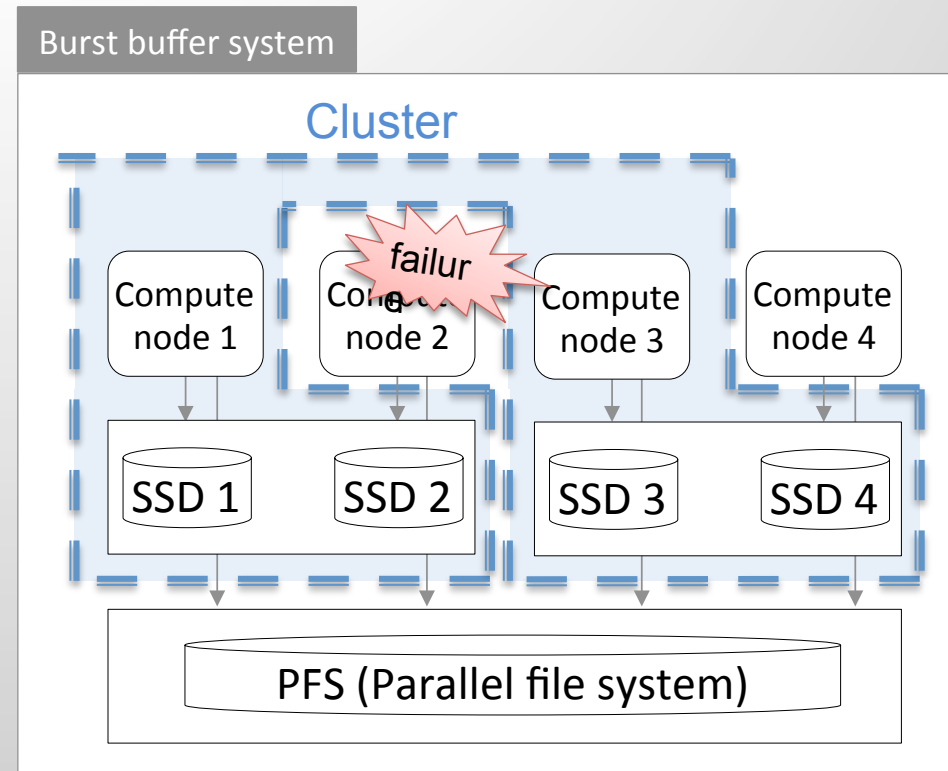 Burst buffer system
Cluster
failur
e
Compute
node 1
node 2
Compute
node 3
Compute
node 4
SSD 1
SSD 2
SSD 3
SSD 4
PFS (Parallel file system)